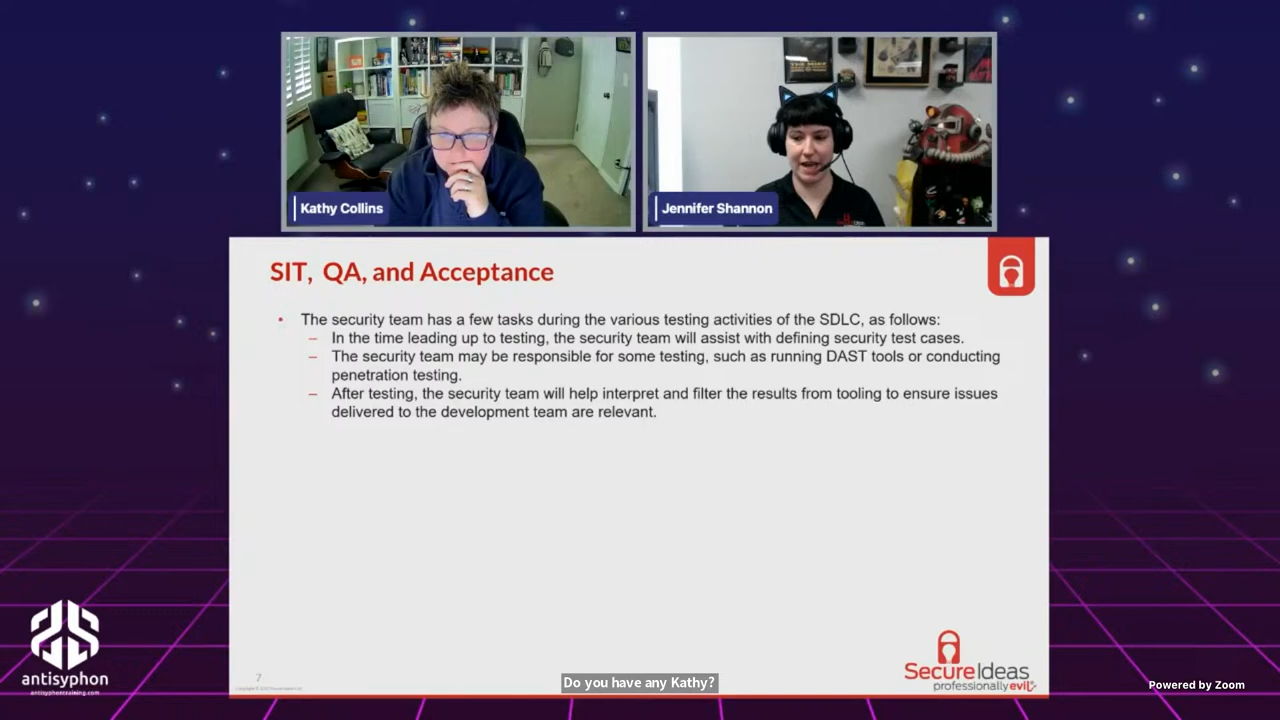 Kathy Collins
Jennifer Shannon
SIT, QA, and Acceptance
• The security team has a few tasks during the various testing activities of the SDLC, as follows:
– In the time leading up to testing, the security team will assist with defining security test cases.
– The security team may be responsible for some testing, such as running DAST tools or conducting
penetration testing.
– After testing, the security team will help interpret and filter the results from tooling to ensure issues
delivered to the development team are relevant.
7
SecureIdeas
professionallyevil
antisyphon
antisyphontraining.com
Do you have any Kathy?
Powered by Zoom